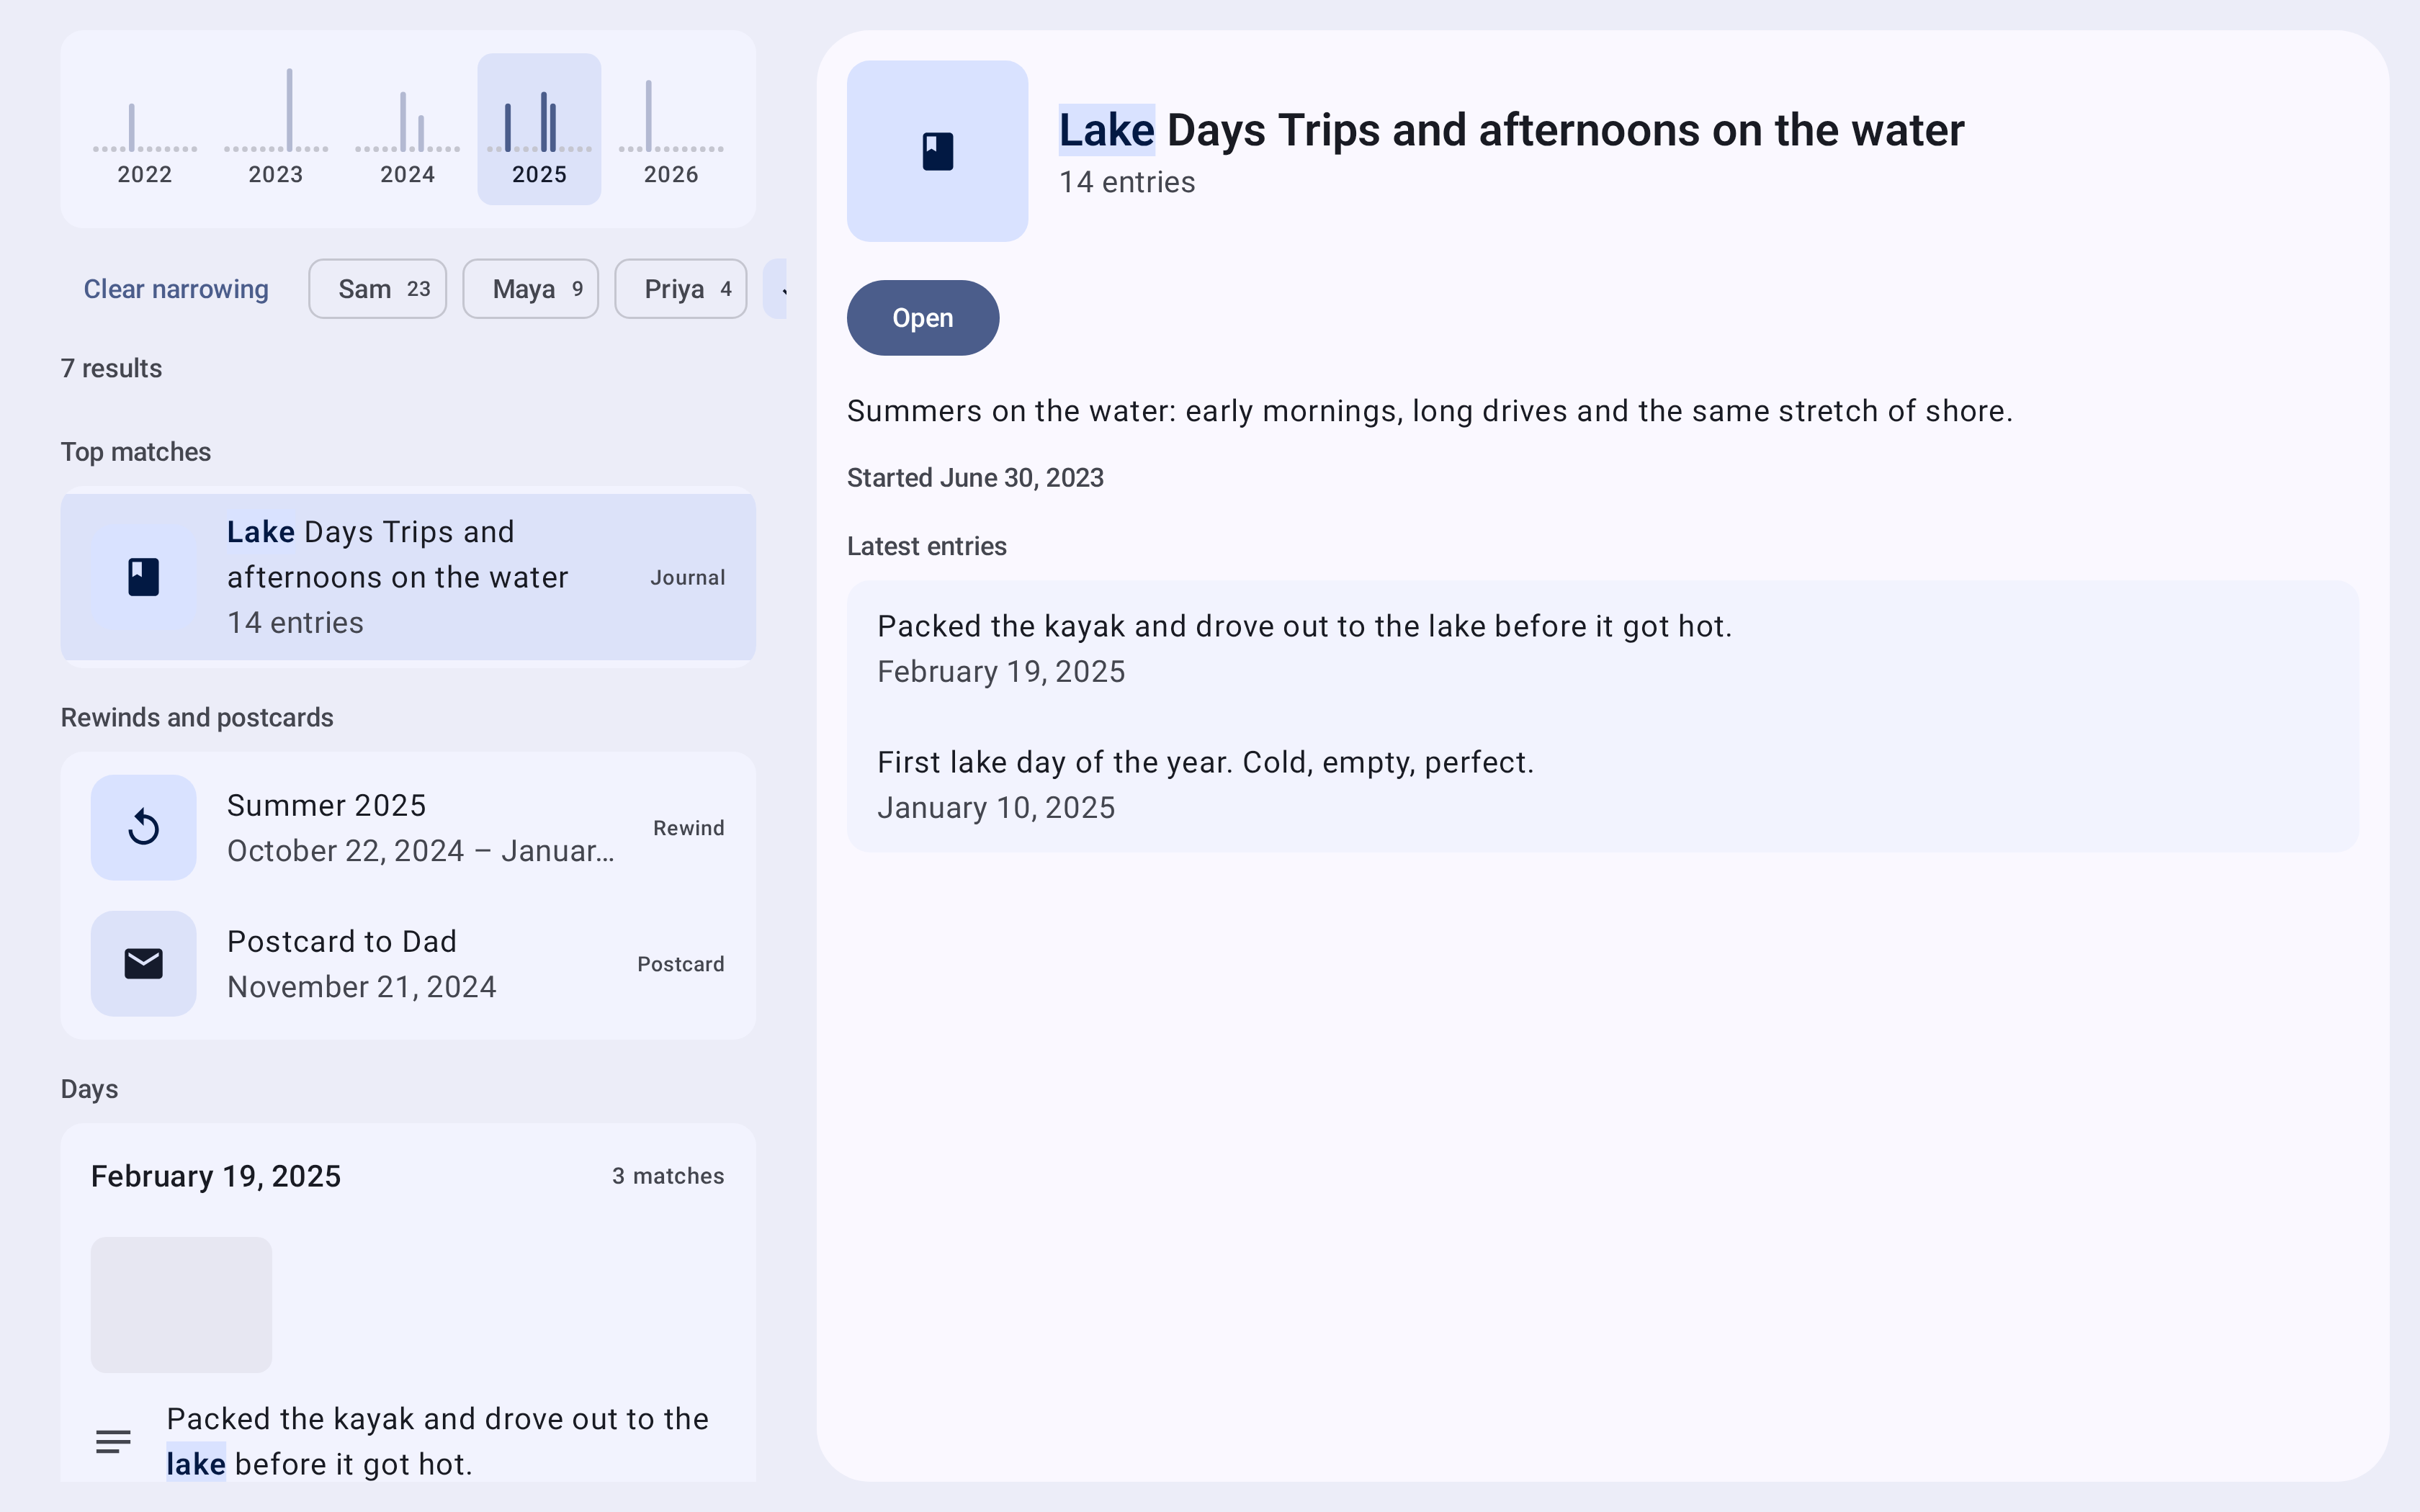 2022
2023
2024
2025
2026
Clear narrowing
Sam 23
Maya 9
Priya 4
7 results
Top matches
Lake Days Trips and
afternoons on the water
14 entries
Journal
Rewinds and postcards
Summer 2025
October 22, 2024 – Januar…
Rewind
Postcard to Dad
November 21, 2024
Postcard
Days
February 19, 2025
3 matches
Packed the kayak and drove out to the
lake before it got hot.
Lake Days Trips and afternoons on the water
14 entries
Open
Summers on the water: early mornings, long drives and the same stretch of shore.
Started June 30, 2023
Latest entries
Packed the kayak and drove out to the lake before it got hot.
February 19, 2025
First lake day of the year. Cold, empty, perfect.
January 10, 2025